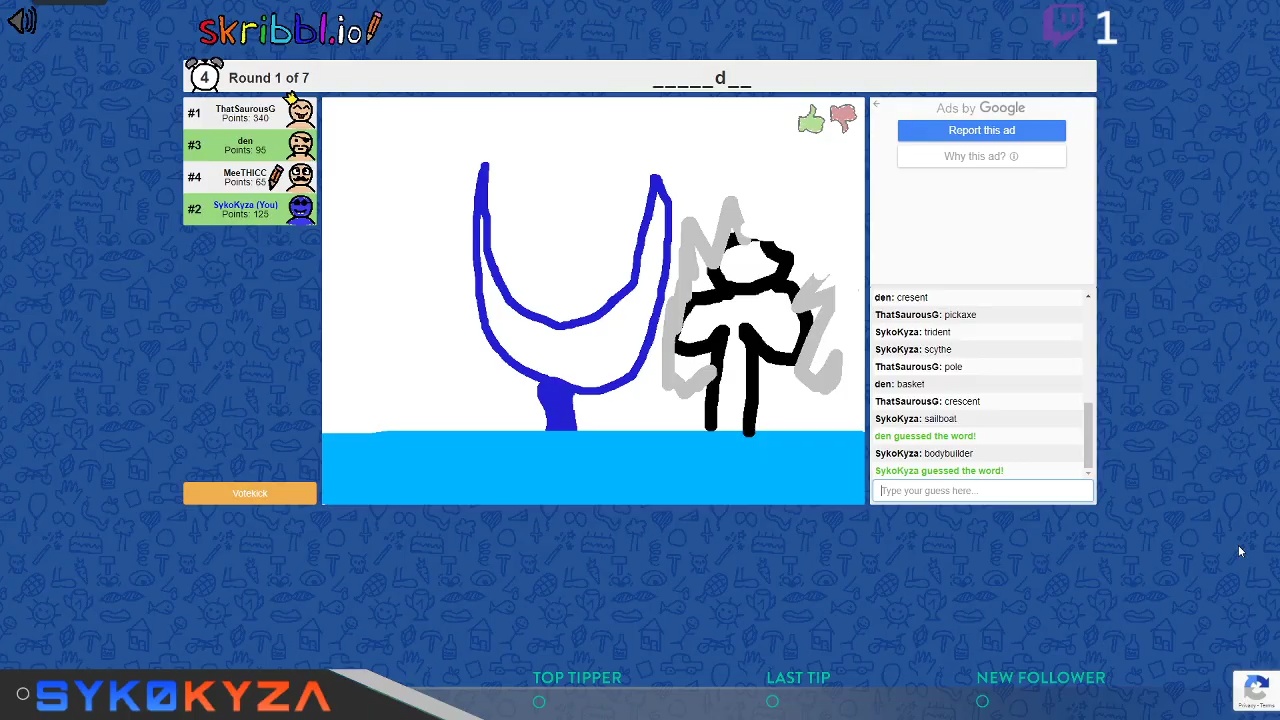 skribbl.io
1
4
Round 1 of 7
_____d__
#1
ThatSaurousG
Points: 340
#3
den
Points: 95
#4
MeeTHICC
Points: 65
#2
SykoKyza (You)
Points: 125
Votekick
Ads by Google
Report this ad
Why this ad?
den: cresent
ThatSaurousG: pickaxe
SykoKyza: trident
SykoKyza: scythe
ThatSaurousG: pole
den: basket
ThatSaurousG: crescent
SykoKyza: sailboat
den guessed the word!
SykoKyza: bodybuilder
SykoKyza guessed the word!
Type your guess here...
SYK0KYZA
TOP TIPPER
LAST TIP
NEW FOLLOWER
Privacy - Terms